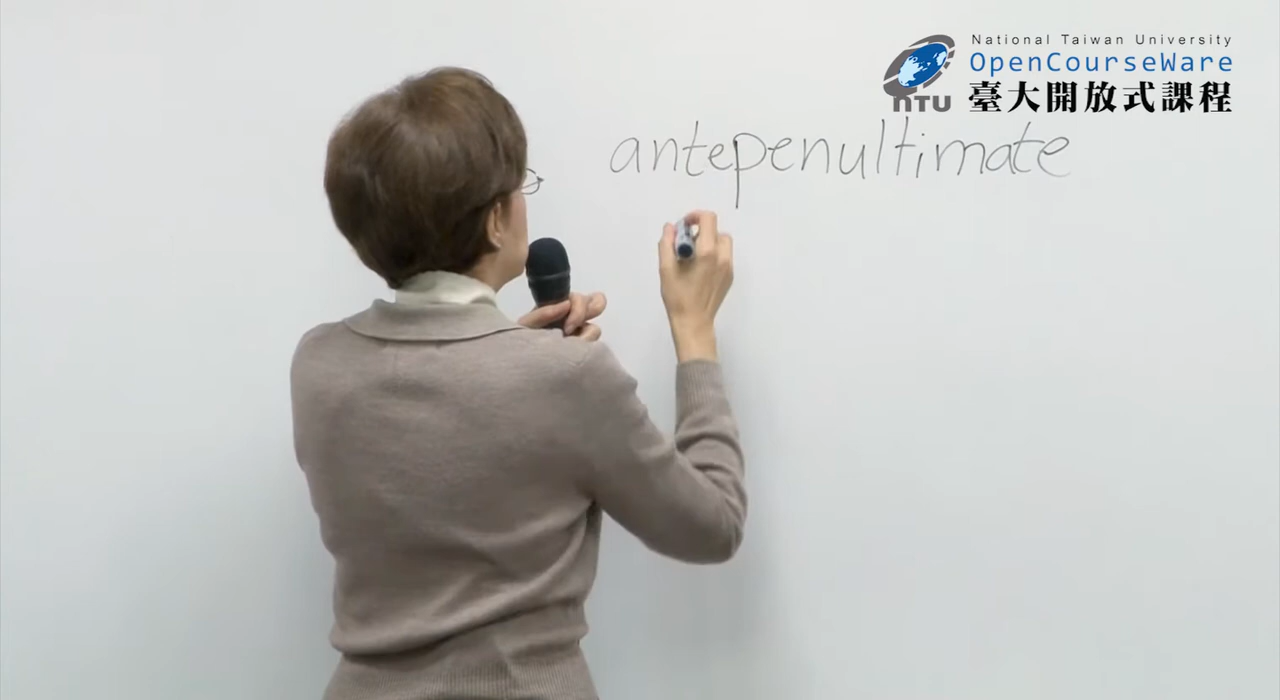 National Taiwan University
OpenCourseWare
NTU 臺大開放式課程
antepenultimate